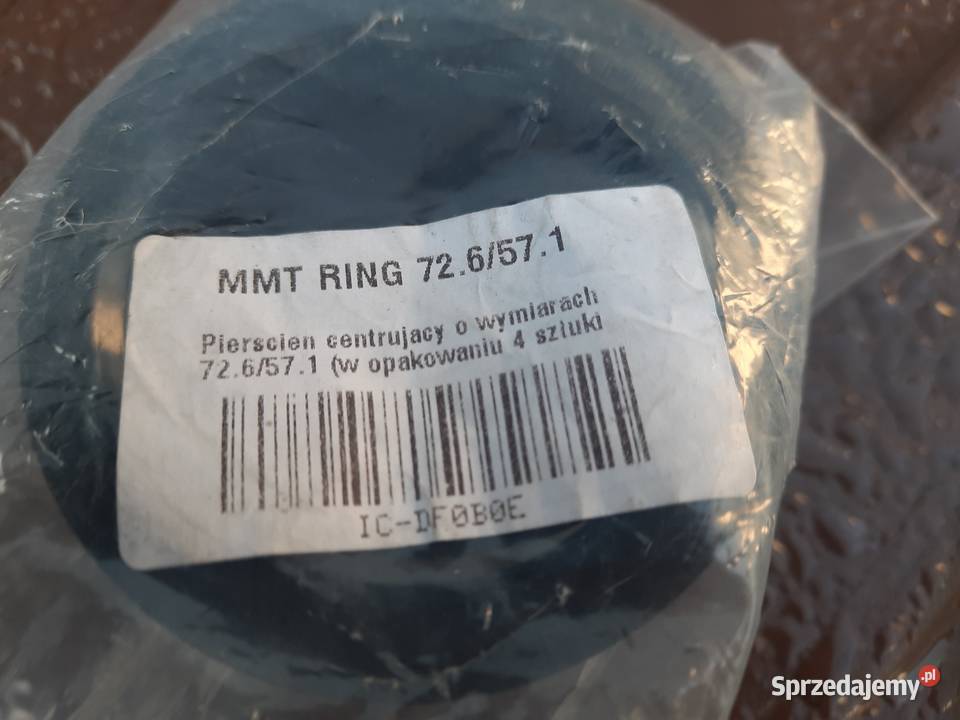 MMT RING 72.6/57.1
Pierscien centrujacy o wymiarach
72.6/57.1 (w opakowaniu 4 sztuki
IC-DF0B0E
Sprzedajemy.pl